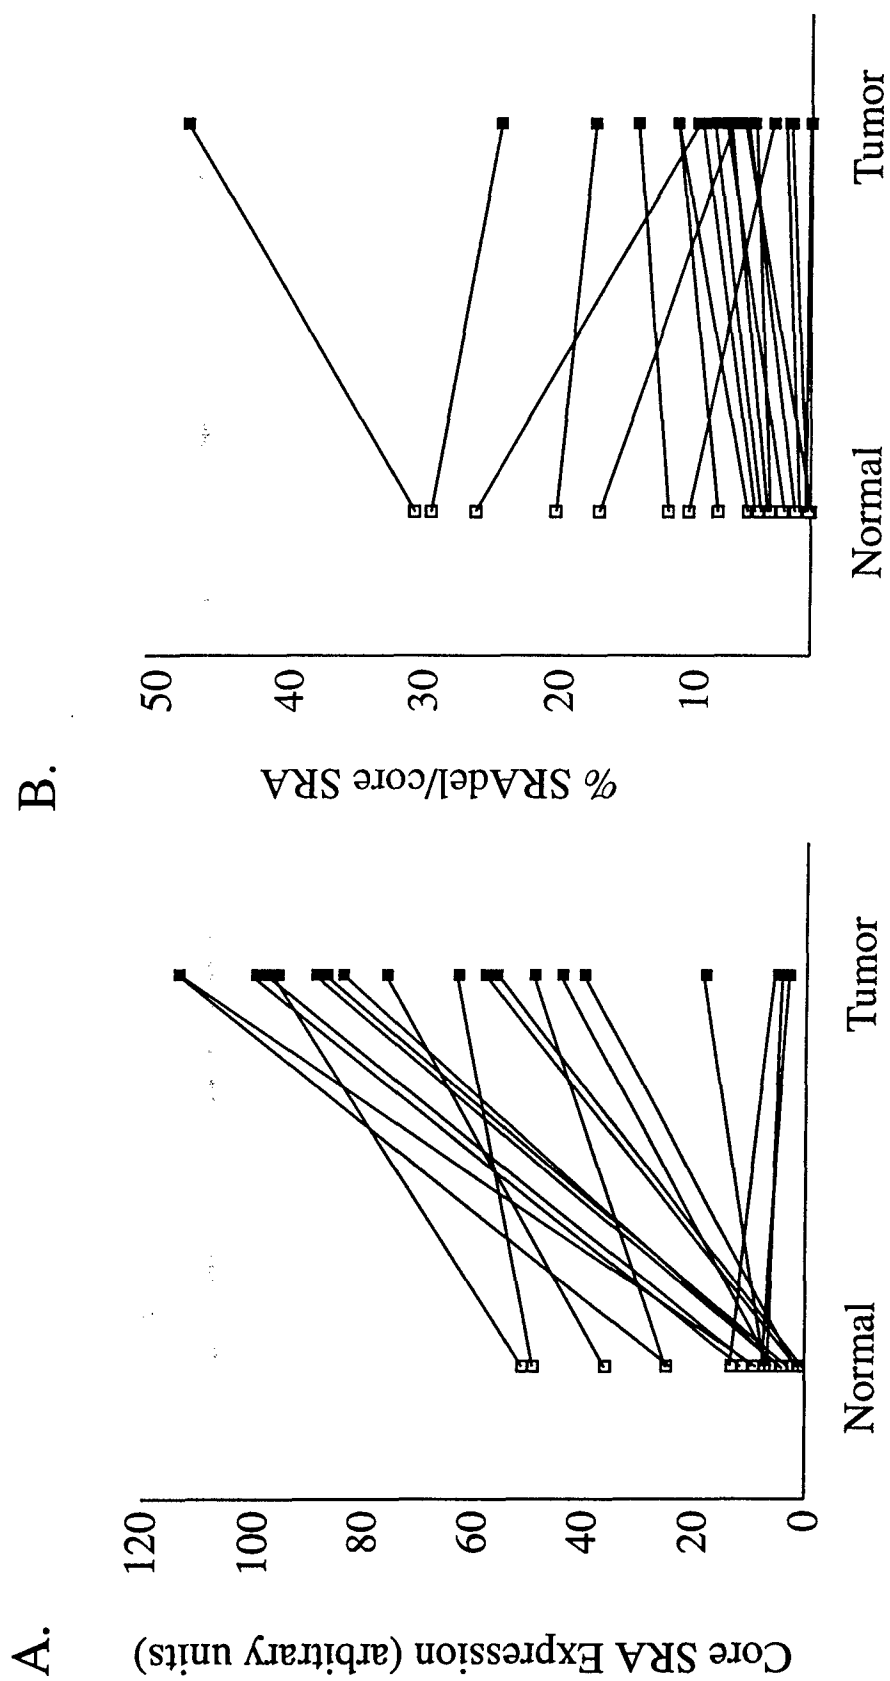 A.
Core SRA Expression (arbitrary units)
120
100
80
60
40
20
0
Normal
Tumor
B.
% SRAdel/core SRA
50
40
30
20
10
Normal
Tumor